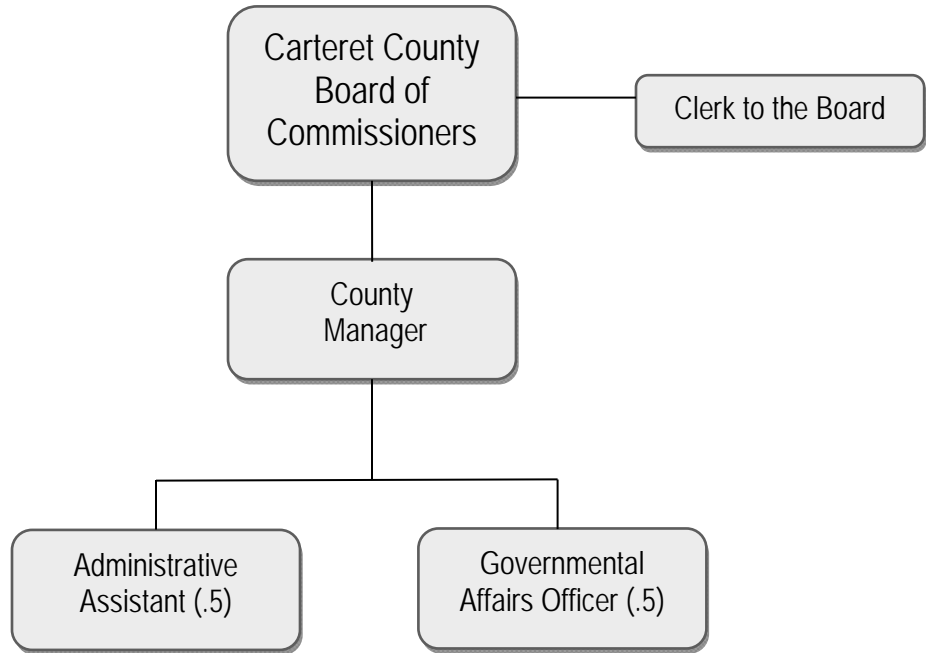 Carteret County
Board of
Commissioners
Clerk to the Board
County
Manager
Administrative
Assistant (.5)
Governmental
Affairs Officer (.5)